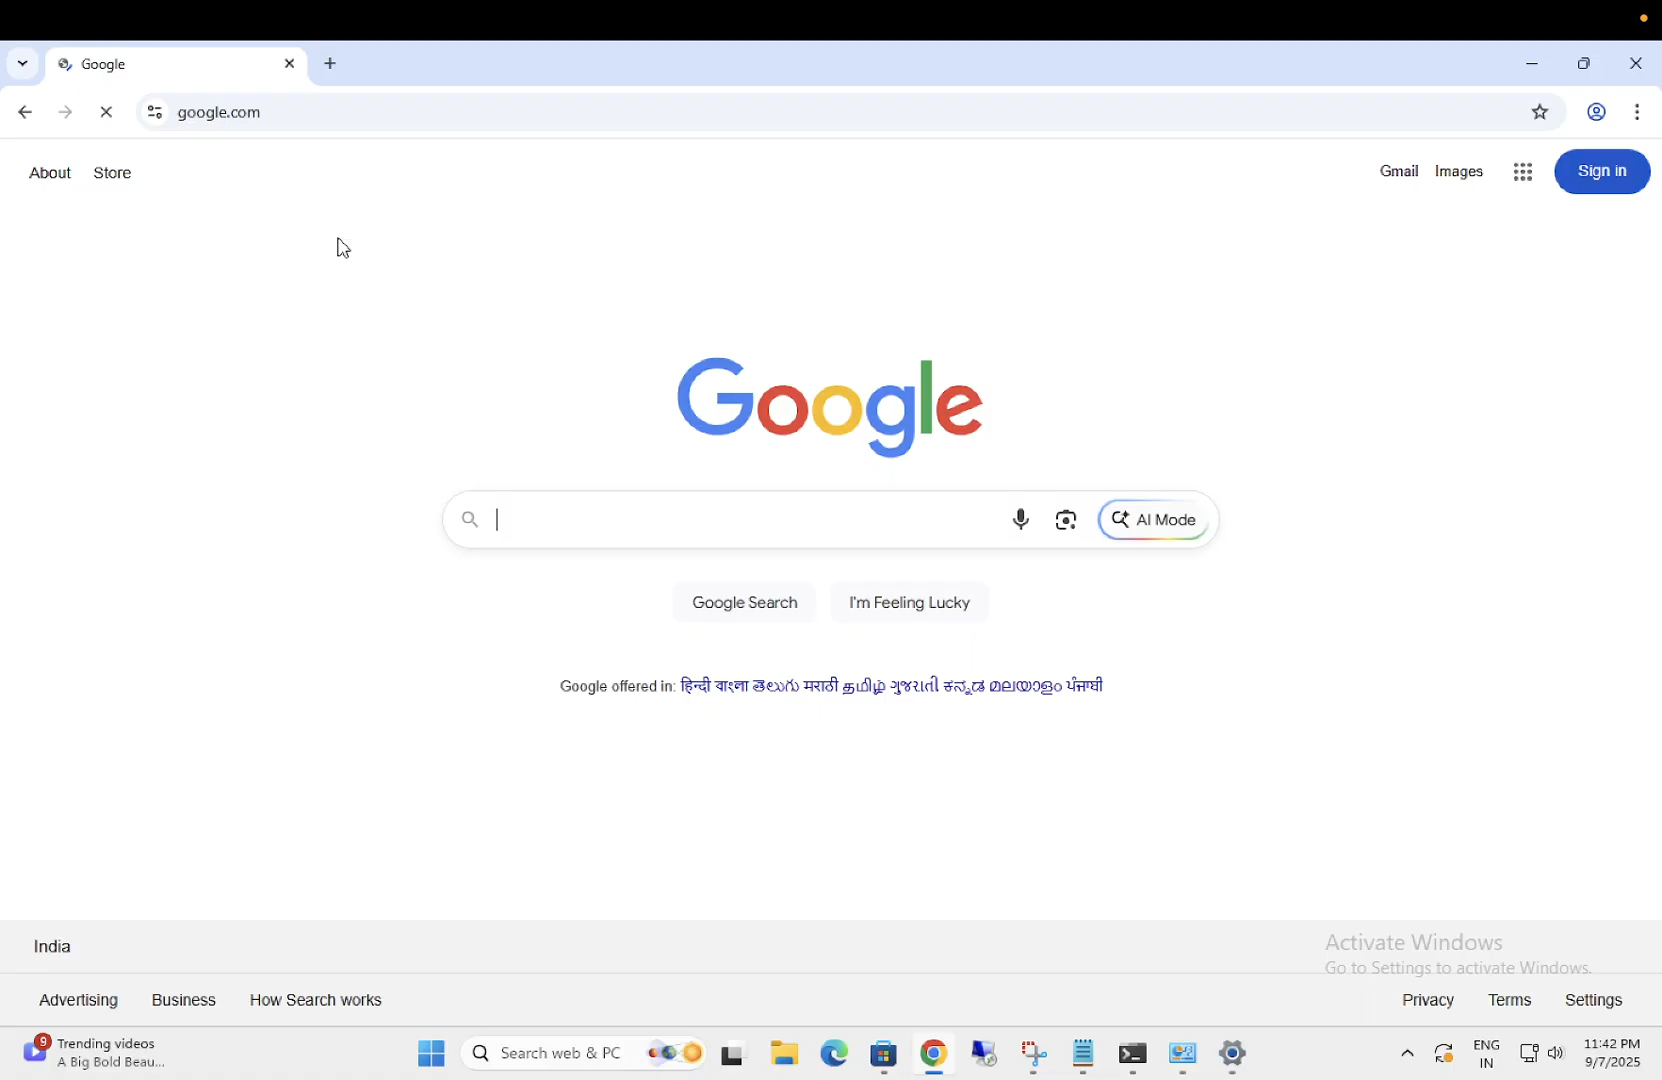 Google
google.com
About Store
Gmail Images Sign in
Google
AI Mode
Google Search I'm Feeling Lucky
Google offered in: हिन्दी বাংলা తెలుగు मराठी தமிழ் ગુજરાતી ಕನ್ನಡ മലയാളം ਪੰਜਾਬੀ
India
Activate Windows
Go to Settings to activate Windows.
Advertising Business How Search works
Privacy Terms Settings
9
Trending videos
A Big Bold Beau...
Search web & PC
ENG
IN
11:42 PM
9/7/2025